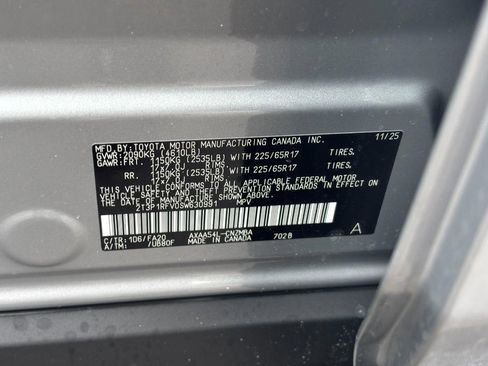 MFD. BY: TOYOTA MOTOR MANUFACTURING CANADA INC. 11/25
GVWR: 2090KG (4610LB)
GAWR: FRT. 1150KG (2535LB) WITH 225/65R17 TIRES,
RIMS
RR. 1150KG (2535LB) WITH 225/65R17 TIRES,
RIMS
THIS VEHICLE CONFORMS TO ALL APPLICABLE FEDERAL MOTOR
VEHICLE SAFETY
THEFT PREVENTION STANDARDS IN EFFECT ON THE DATE OF
MANUFACTURE SHOWN ABOVE.
2T3P1RFV0SW630991 MPV
C/TR: 1D6/FA20 AXAA54L-CNZMBA A
A/TM: /U880F MADE IN CANADA 702B